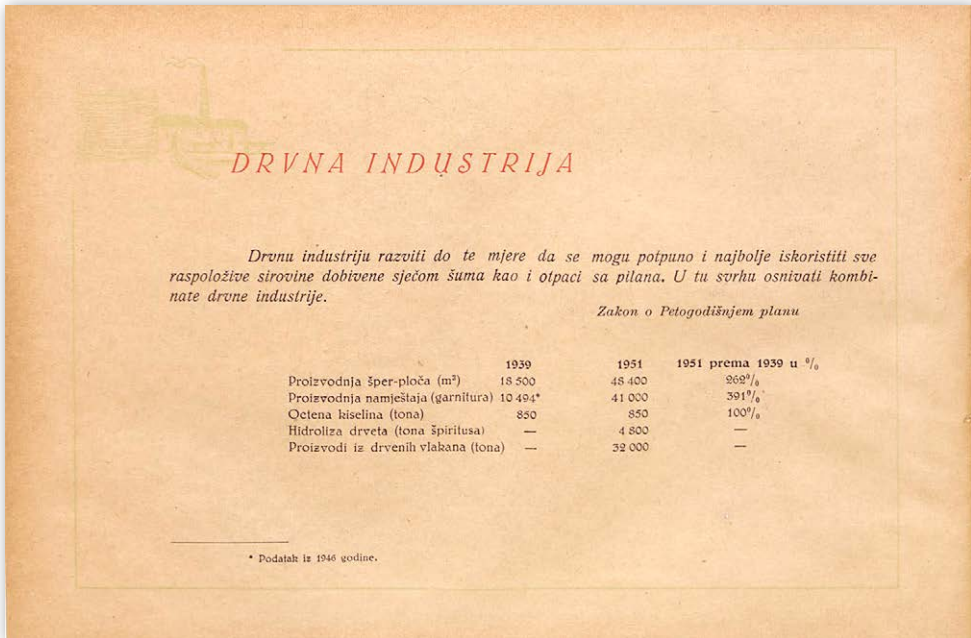 DRVNA INDUSTRIJA
Drvnu industriju razviti do te mjere da se mogu potpuno i najbolje iskoristiti sve
raspoložive sirovine dobivene sječom šuma kao i otpaci sa pilana. U tu svrhu osnivati kombi-
nate drvne industrije.
Zakon o Petogodišnjem planu
1939 1951 1951 prema 1939 u %
Proizvodnja šper-ploča (m³) 18 500 48 400 262%
Proizvodnja namještaja (garnitura) 10 494* 41 000 391%
Octena kiselina (tona) 850 850 100%
Hidroliza drveta (tona špiritusa) — 4 800 —
Proizvodi iz drvenih vlakana (tona) — 32 000 —
* Podatak iz 1946 godine.